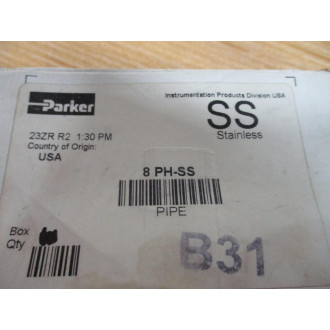 Parker
Instrumentation Products Division USA
SS
Stainless
23ZR R2 1:30 PM
Country of Origin:
USA
8 PH-SS
PIPE
Box
Qty
B31